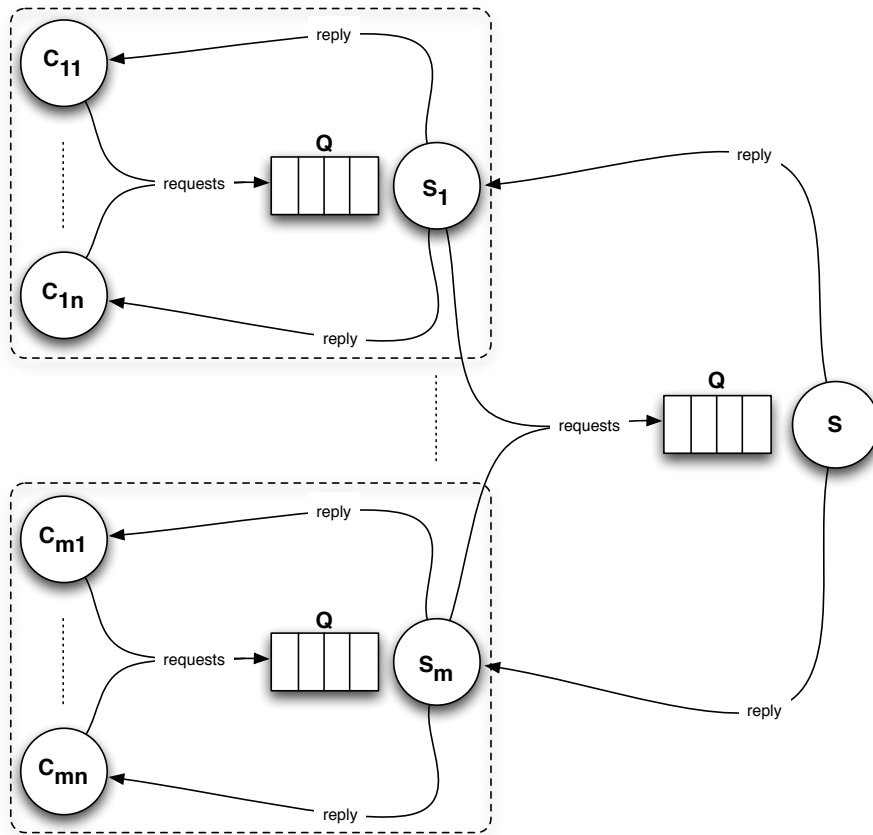 reply
C11
Q
requests
S1
reply
C1n
reply
Q
requests
S
reply
Cm1
Q
requests
Sm
reply
Cmn
reply